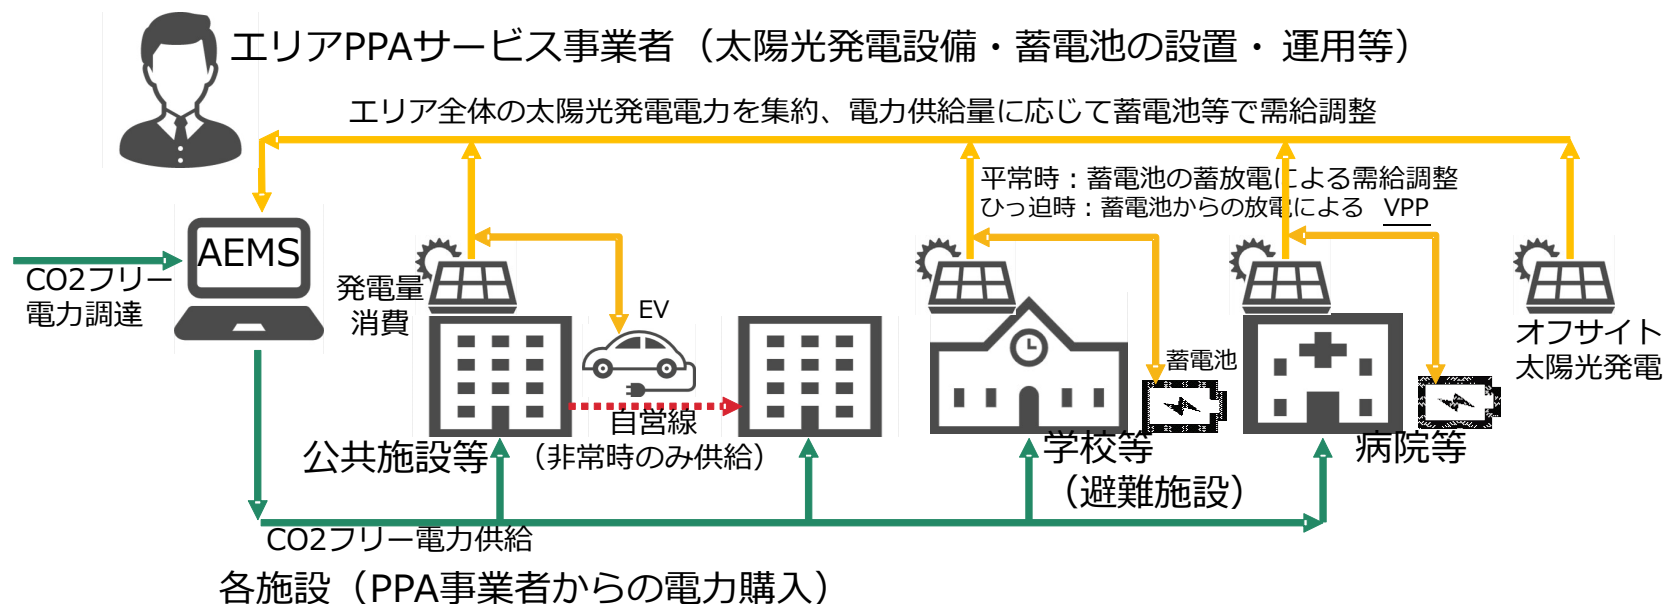 エリアPPAサービス事業者（太陽光発電設備・蓄電池の設置・ 運用等）
エリア全体の太陽光発電電力を集約、電力供給量に応じて蓄電池等で需給調整
平常時：蓄電池の蓄放電による需給調整
ひっ迫時：蓄電池からの放電による VPP
AEMS
CO2フリー
電力調達
発電量
消費
EV
蓄電池
オフサイト
太陽光発電
自営線
（非常時のみ供給）
公共施設等
学校等
（避難施設）
病院等
CO2フリー電力供給
各施設（PPA事業者からの電力購入）